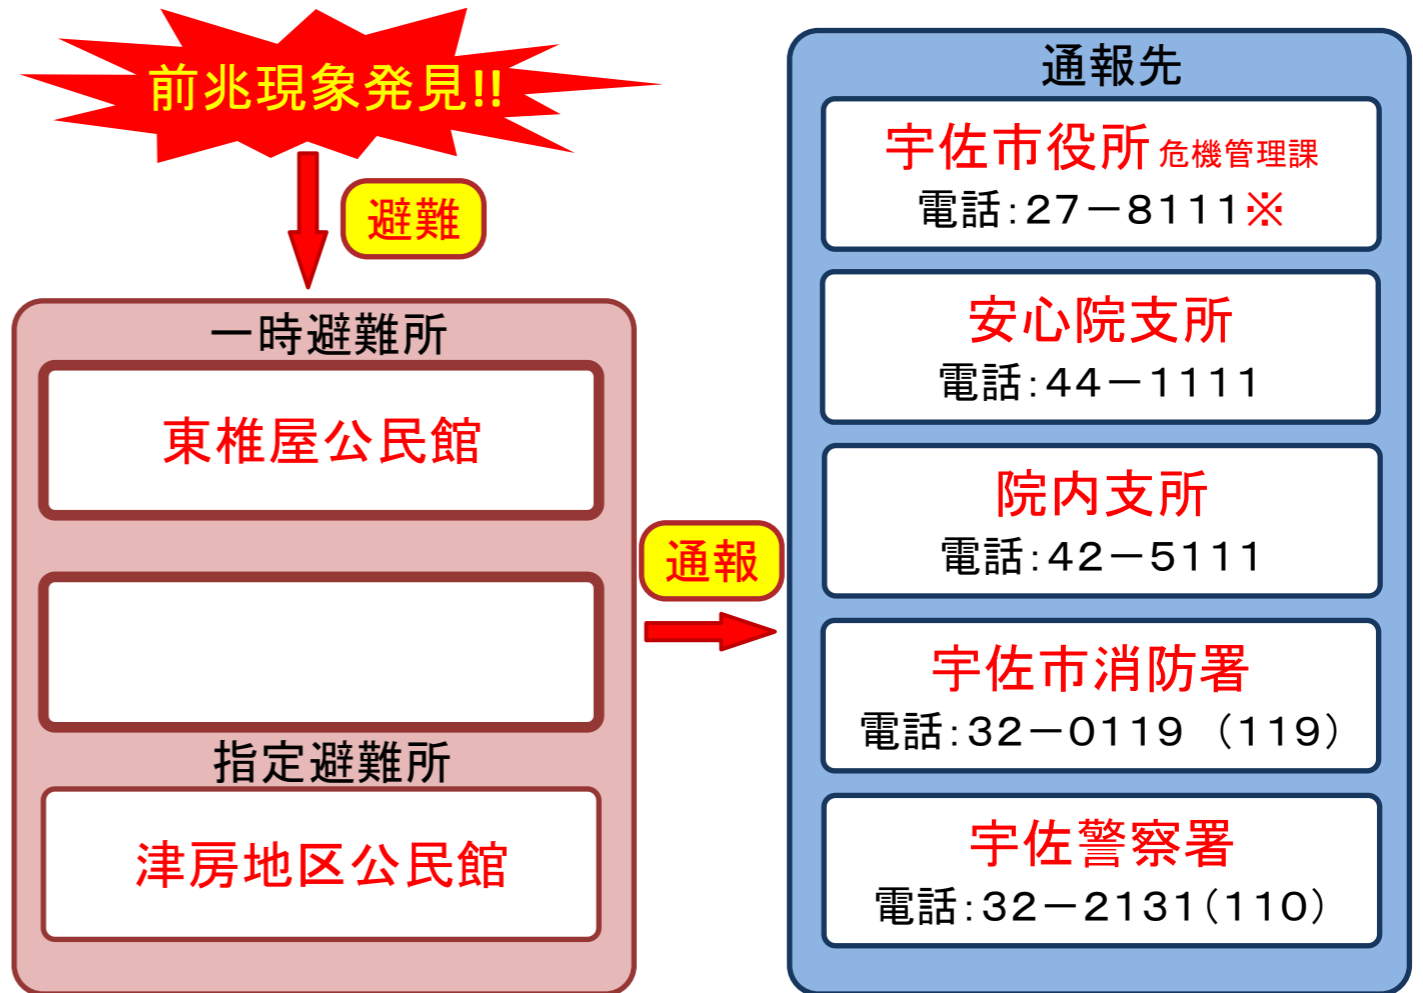 前兆現象発見!!
避難
一時避難所
東椎屋公民館
指定避難所
津房地区公民館
通報
通報先
宇佐市役所 危機管理課
電話:27－8111※
安心院支所
電話:44－1111
院内支所
電話:42－5111
宇佐市消防署
電話:32－0119 （119）
宇佐警察署
電話:32－2131（110）